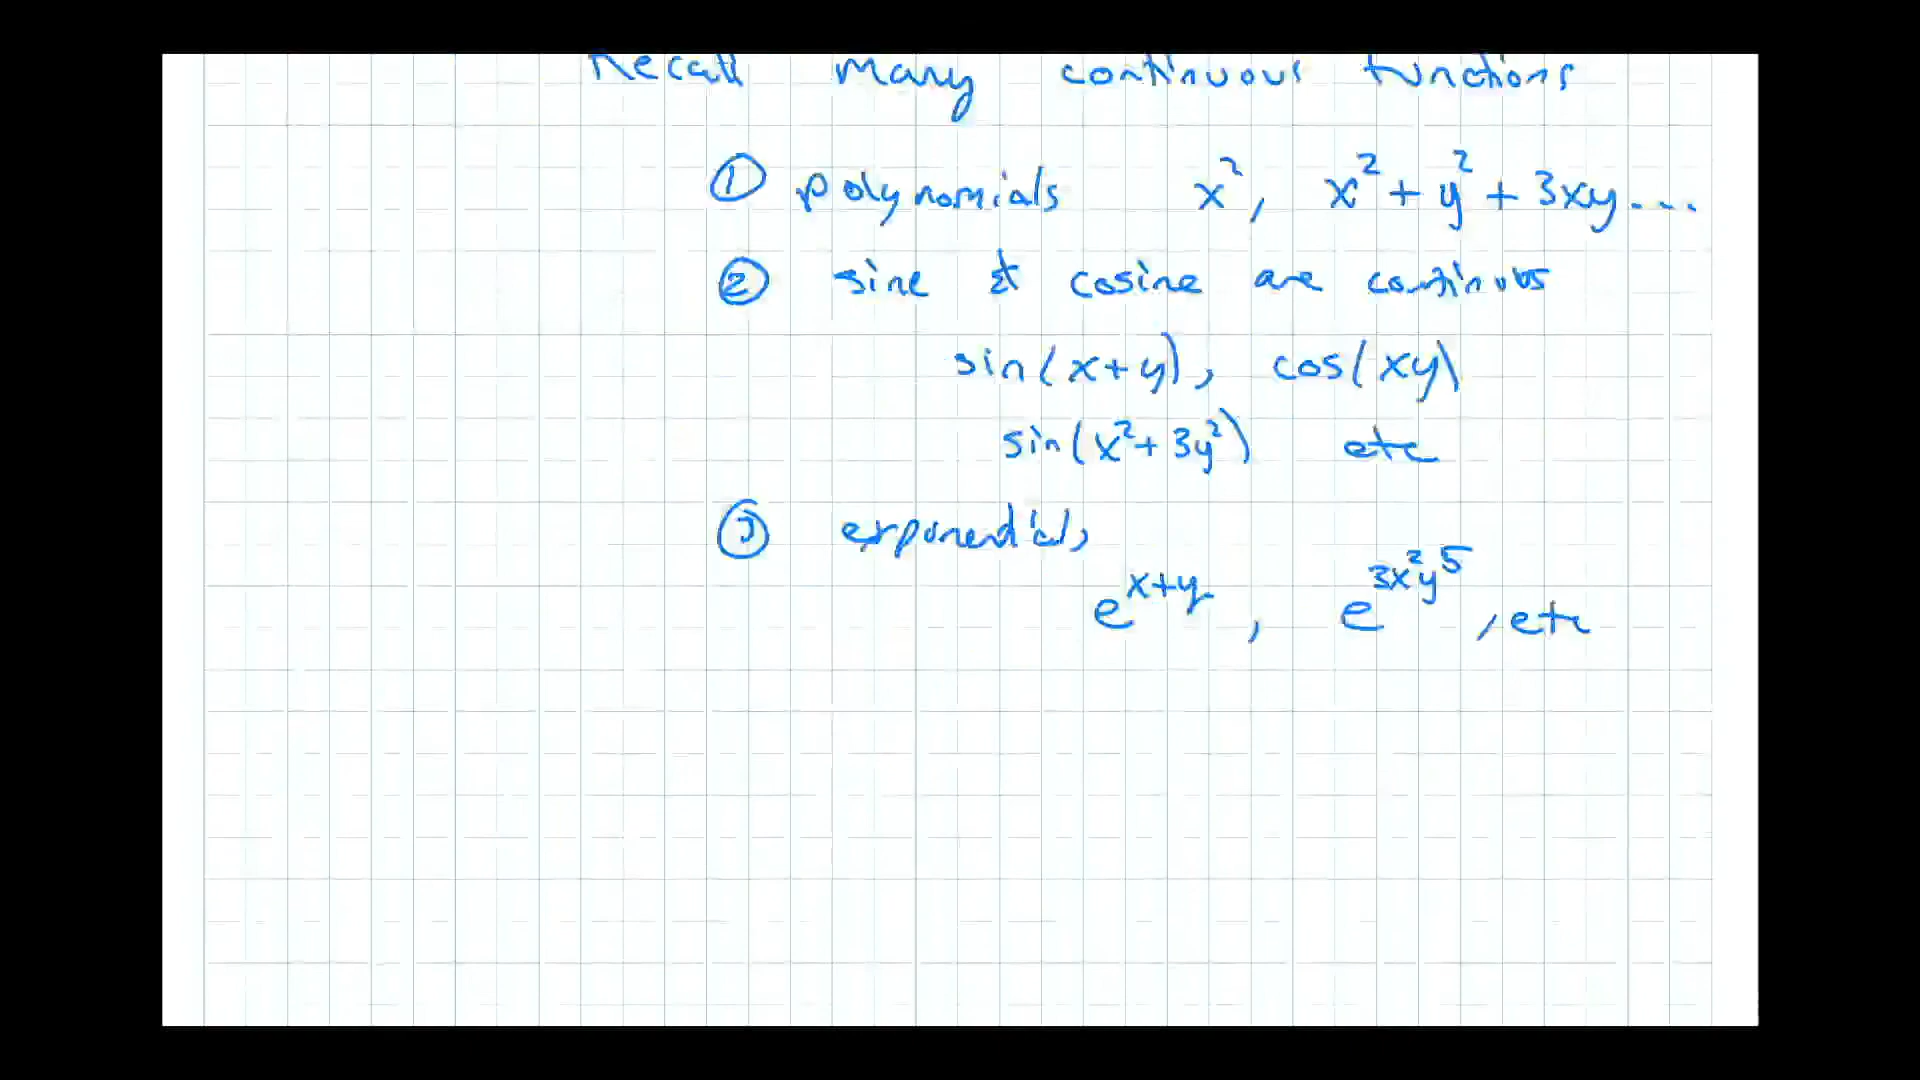 Recall many continuous functions
① polynomials x², x² + y² + 3xy...
② sine & cosine are continuous
sin(x+y), cos(xy)
sin(x²+3y²) etc
③ exponentials
e^{x+y}, e^{3x²y⁵}, etc